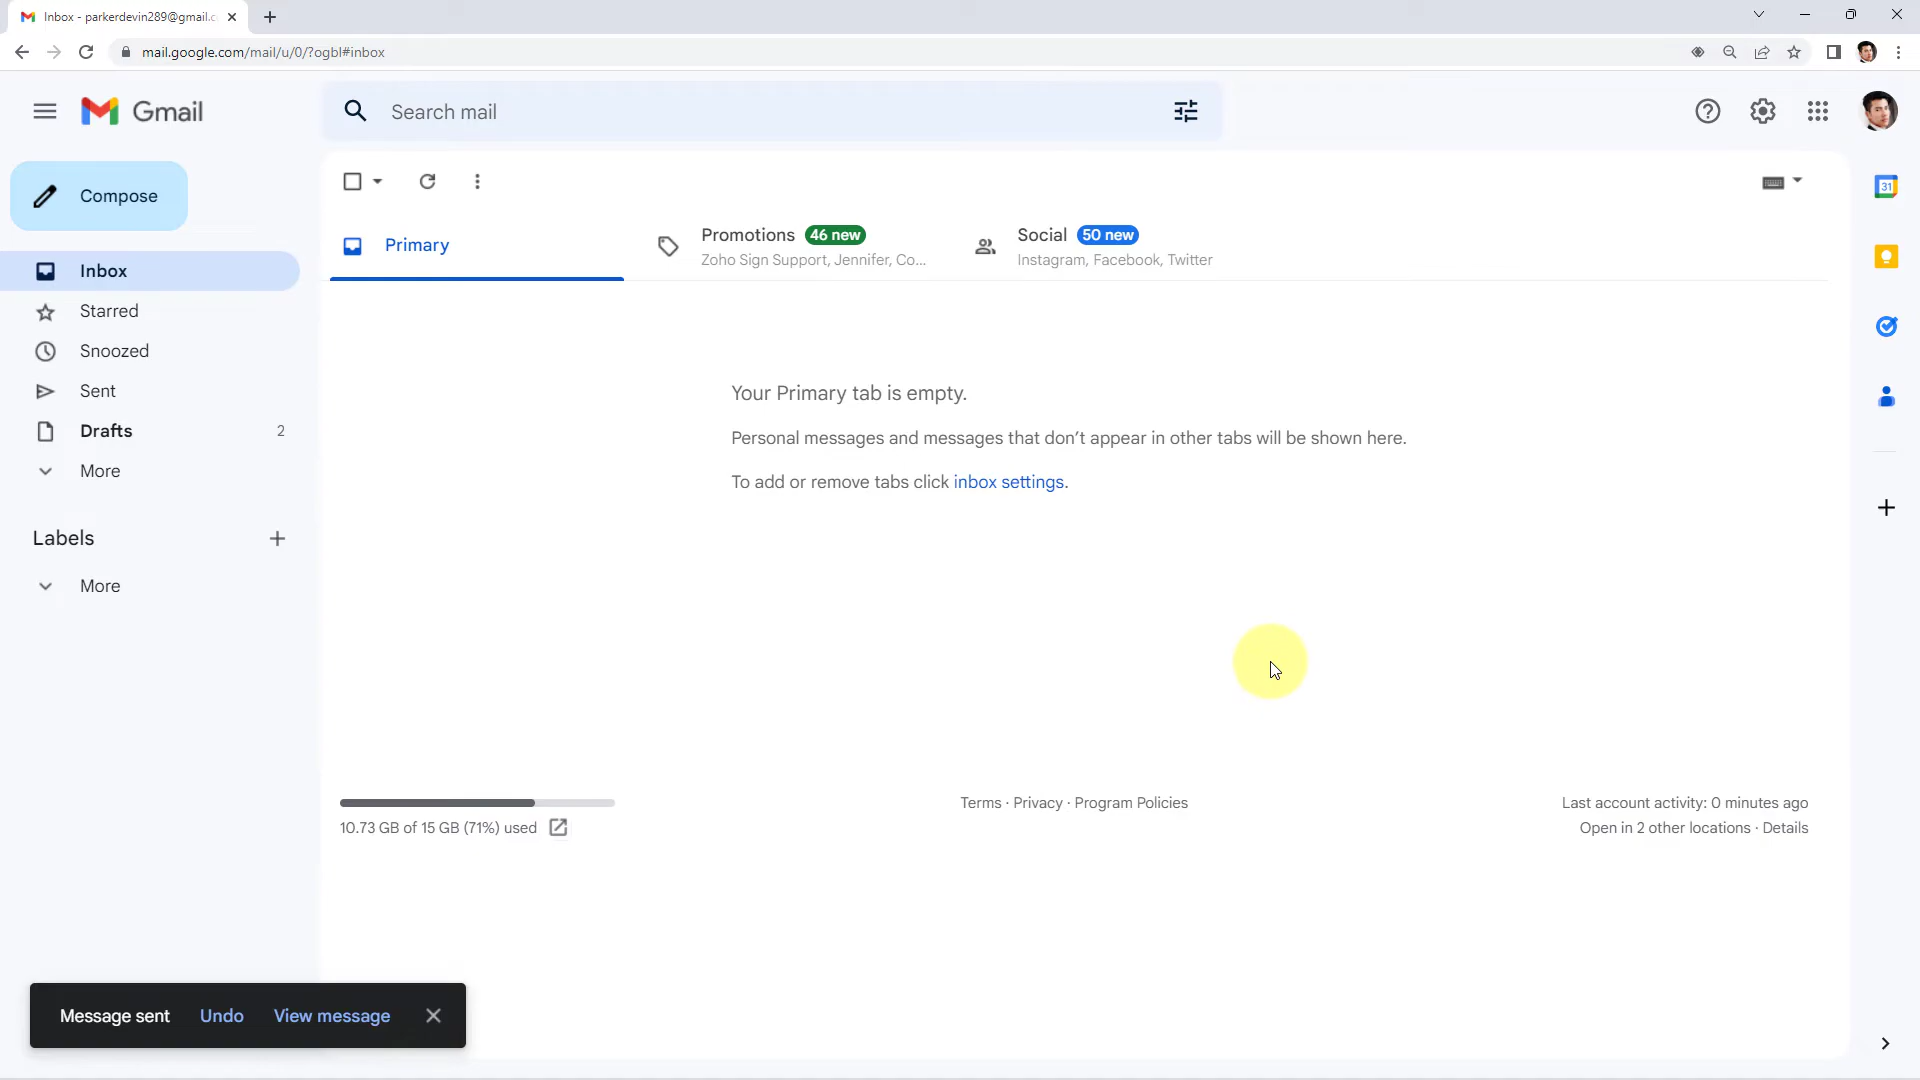 Inbox - parkerdevin289@gmail.c
mail.google.com/mail/u/0/?ogbl#inbox
Gmail
Search mail
Compose
Inbox
Starred
Snoozed
Sent
Drafts 2
More
Labels
More
Primary
Promotions 46 new
Zoho Sign Support, Jennifer, Co...
Social 50 new
Instagram, Facebook, Twitter
Your Primary tab is empty.
Personal messages and messages that don’t appear in other tabs will be shown here.
To add or remove tabs click inbox settings.
10.73 GB of 15 GB (71%) used
Terms · Privacy · Program Policies
Last account activity: 0 minutes ago
Open in 2 other locations · Details
31
Message sent Undo View message